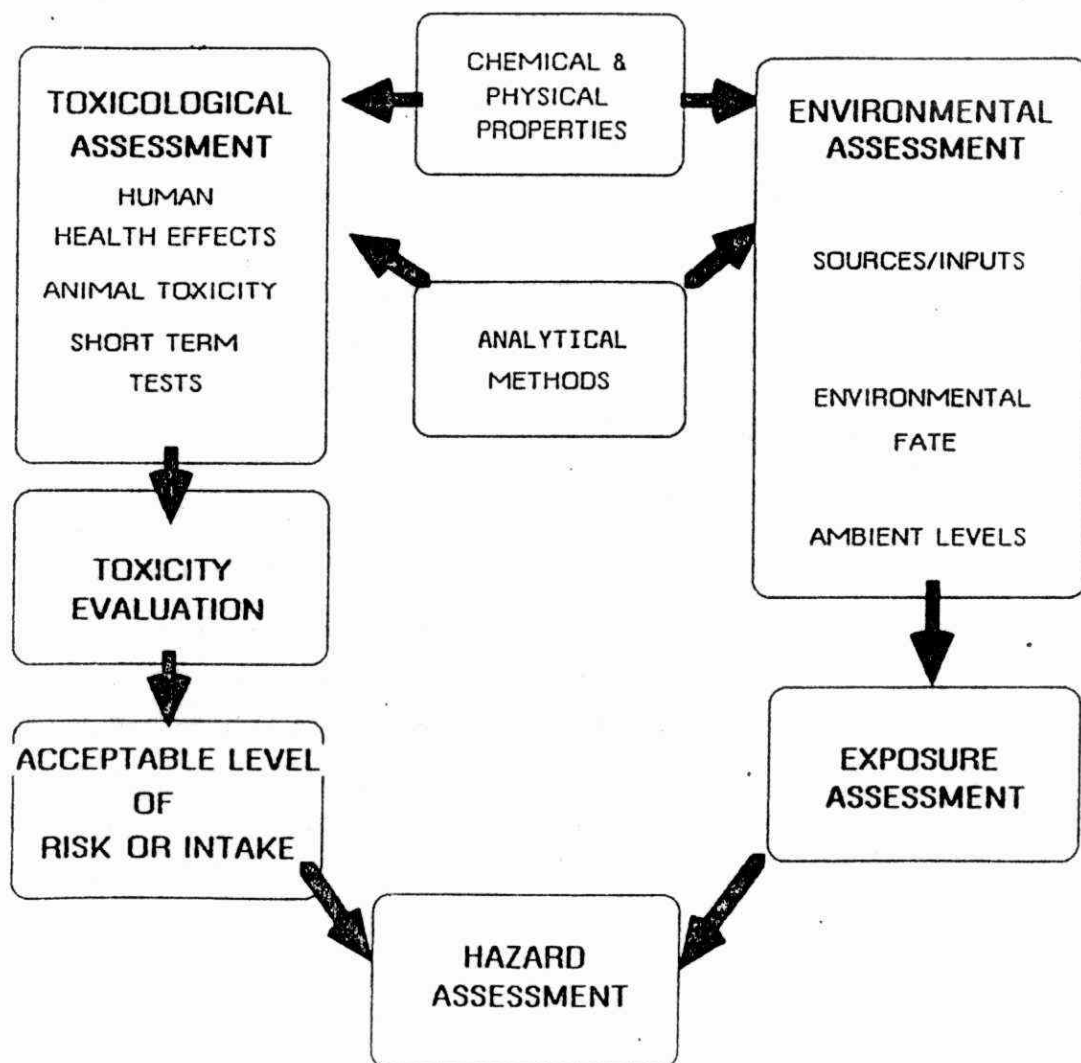 CHEMICAL &
PHYSICAL
PROPERTIES
TOXICOLOGICAL
ASSESSMENT
HUMAN
HEALTH EFFECTS
ANIMAL TOXICITY
SHORT TERM
TESTS
ENVIRONMENTAL
ASSESSMENT
SOURCES/INPUTS
ENVIRONMENTAL
FATE
AMBIENT LEVELS
ANALYTICAL
METHODS
TOXICITY
EVALUATION
ACCEPTABLE LEVEL
OF
RISK OR INTAKE
EXPOSURE
ASSESSMENT
HAZARD
ASSESSMENT